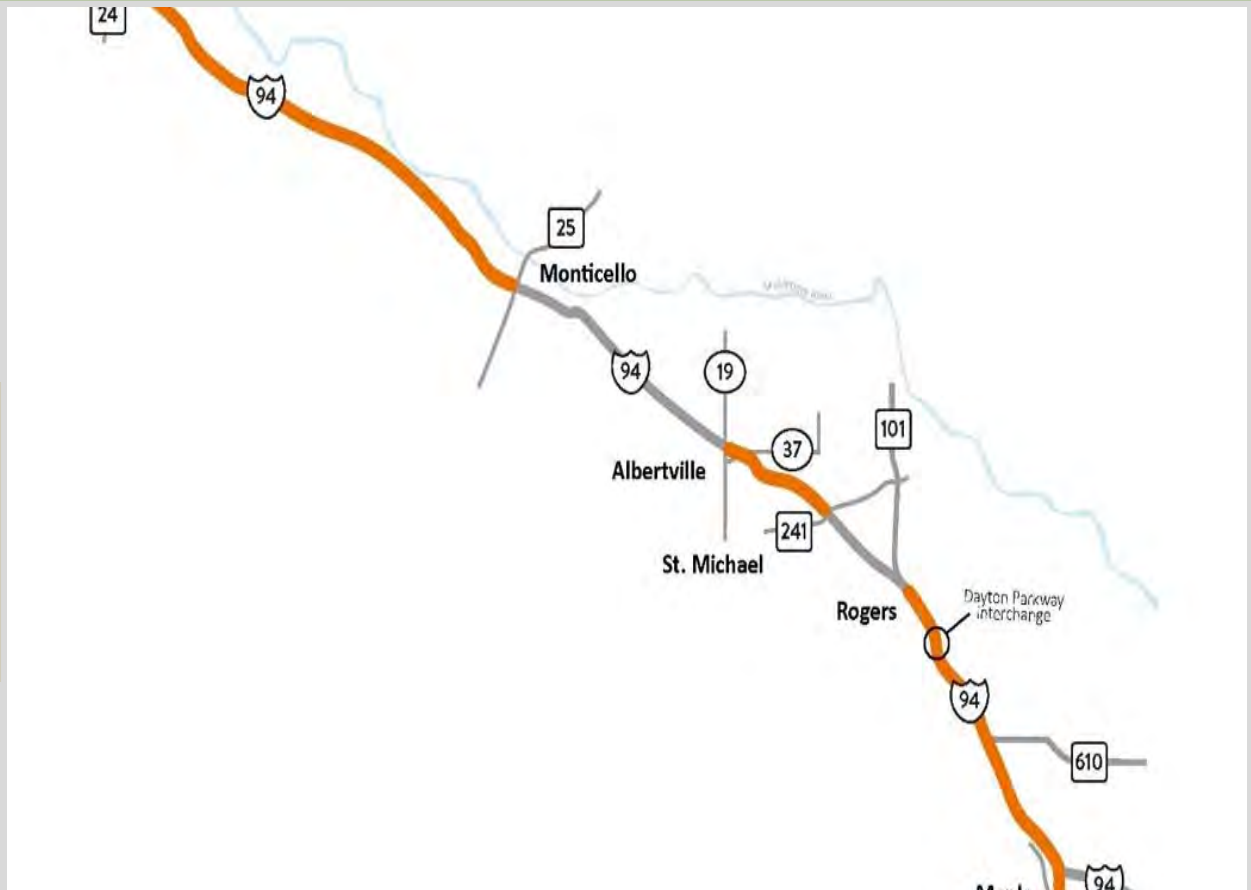 24
94
25
Monticello
94
19
101
37
Albertville
241
St. Michael
Rogers
Dayton Parkway
Interchange
94
610
94